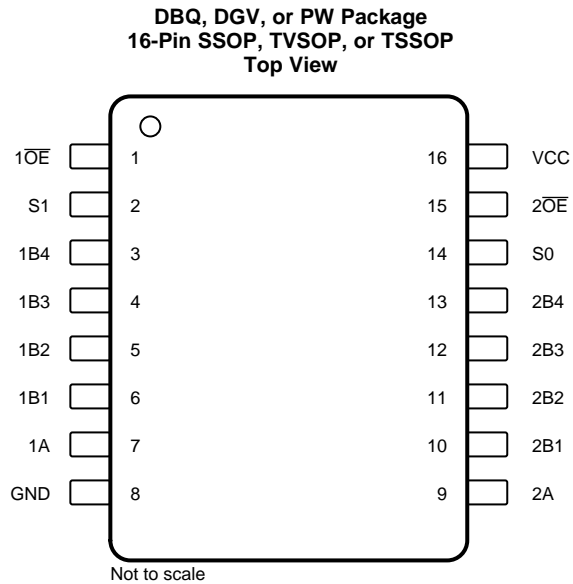 DBQ, DGV, or PW Package
16-Pin SSOP, TVSOP, or TSSOP
Top View
1O̅E̅ 1 16 VCC
S1 2 15 2O̅E̅
1B4 3 14 S0
1B3 4 13 2B4
1B2 5 12 2B3
1B1 6 11 2B2
1A 7 10 2B1
GND 8 9 2A
Not to scale